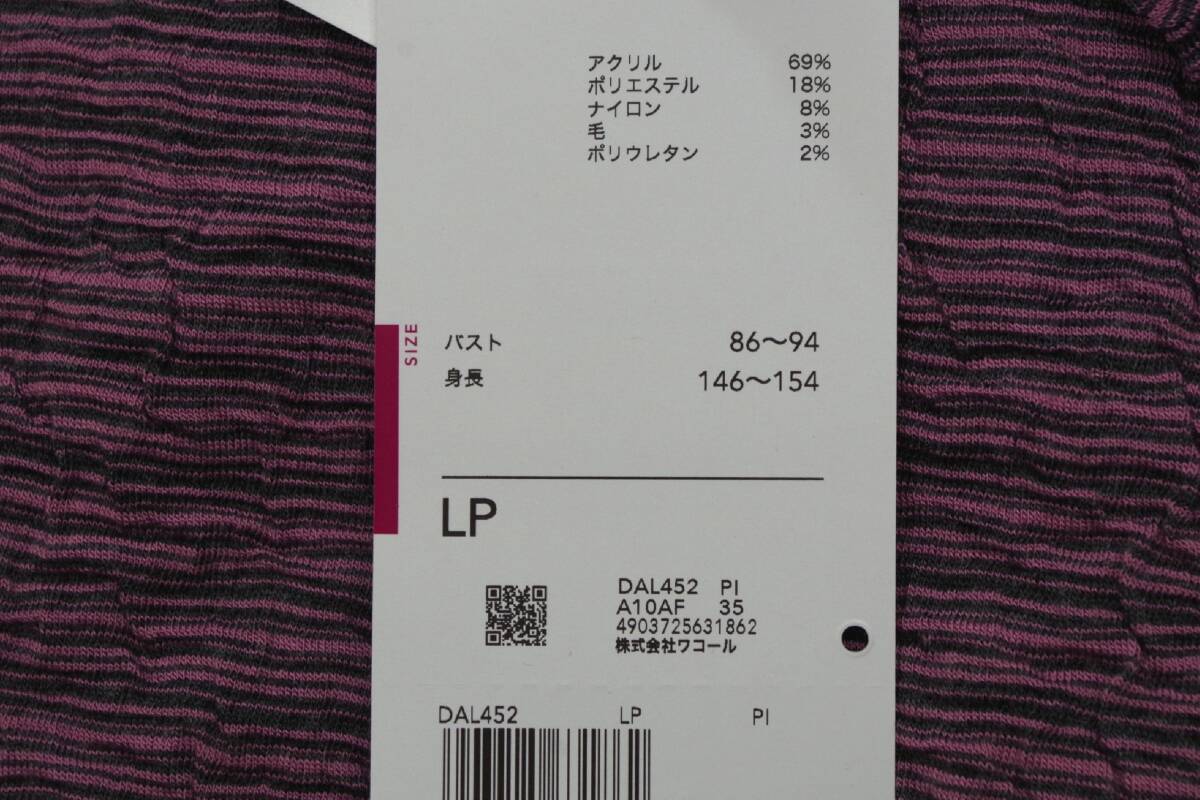 アクリル 69%
ポリエステル 18%
ナイロン 8%
毛 3%
ポリウレタン 2%
SIZE
バスト 86〜94
身長 146〜154
LP
DAL452 PI
A10AF 35
4903725631862
株式会社ワコール
DAL452 LP PI